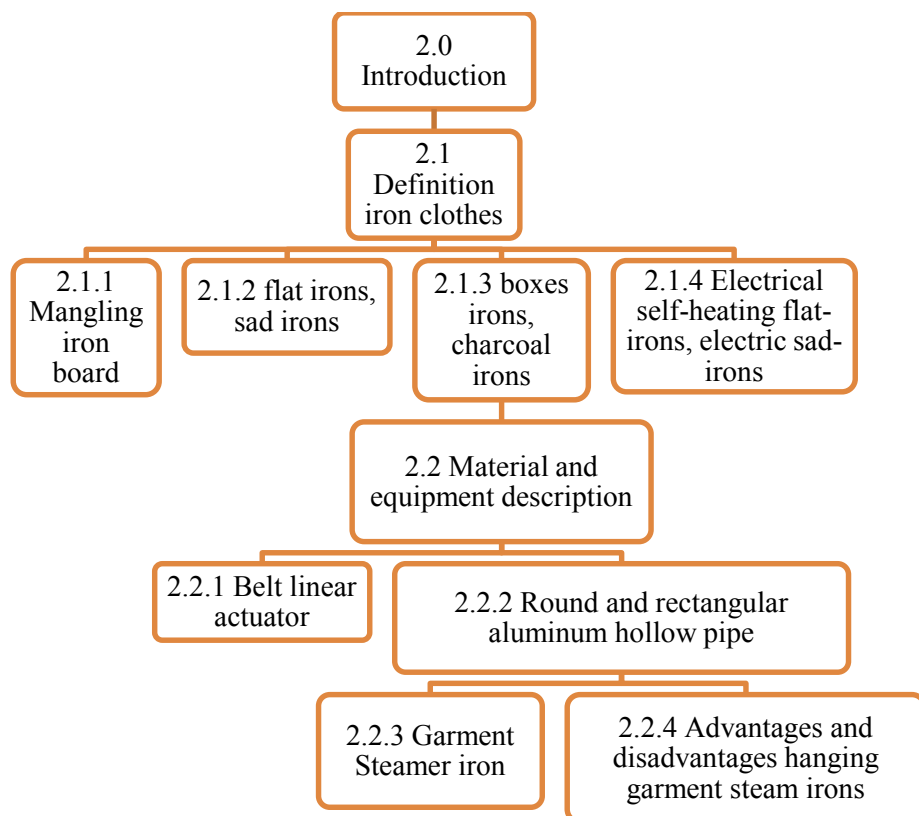 2.0
Introduction
2.1
Definition
iron clothes
2.1.1
Mangling
iron
board
2.1.2 flat irons,
sad irons
2.1.3 boxes
irons,
charcoal
irons
2.1.4 Electrical
self-heating flat-
irons, electric sad-
irons
2.2 Material and
equipment description
2.2.1 Belt linear
actuator
2.2.2 Round and rectangular
aluminum hollow pipe
2.2.3 Garment
Steamer iron
2.2.4 Advantages and
disadvantages hanging
garment steam irons